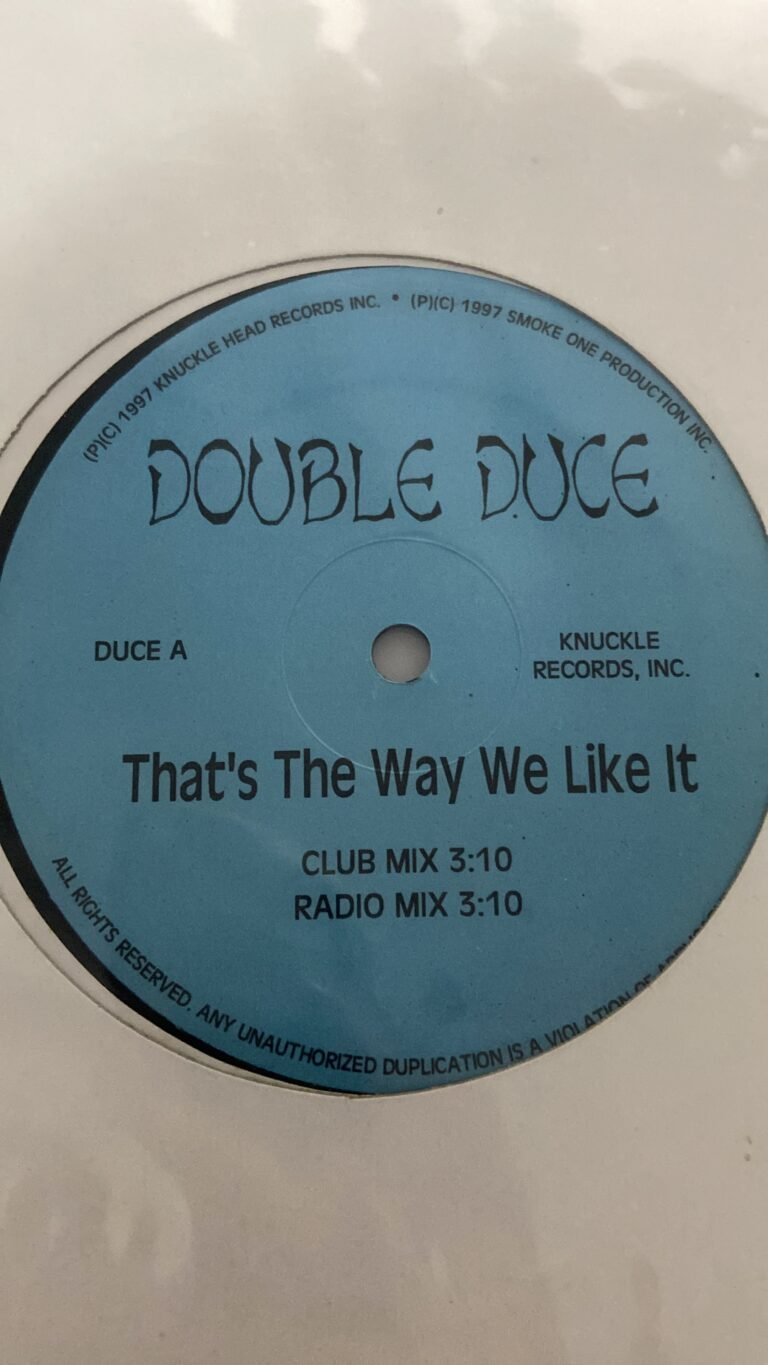 (P)(C) 1997 KNUCKLE HEAD RECORDS INC. • (P)(C) 1997 SMOKE ONE PRODUCTION INC.
DOUBLE DUCE
DUCE A
KNUCKLE
RECORDS, INC.
That's The Way We Like It
CLUB MIX 3:10
RADIO MIX 3:10
ALL RIGHTS RESERVED. ANY UNAUTHORIZED DUPLICATION IS A VIOLATION OF